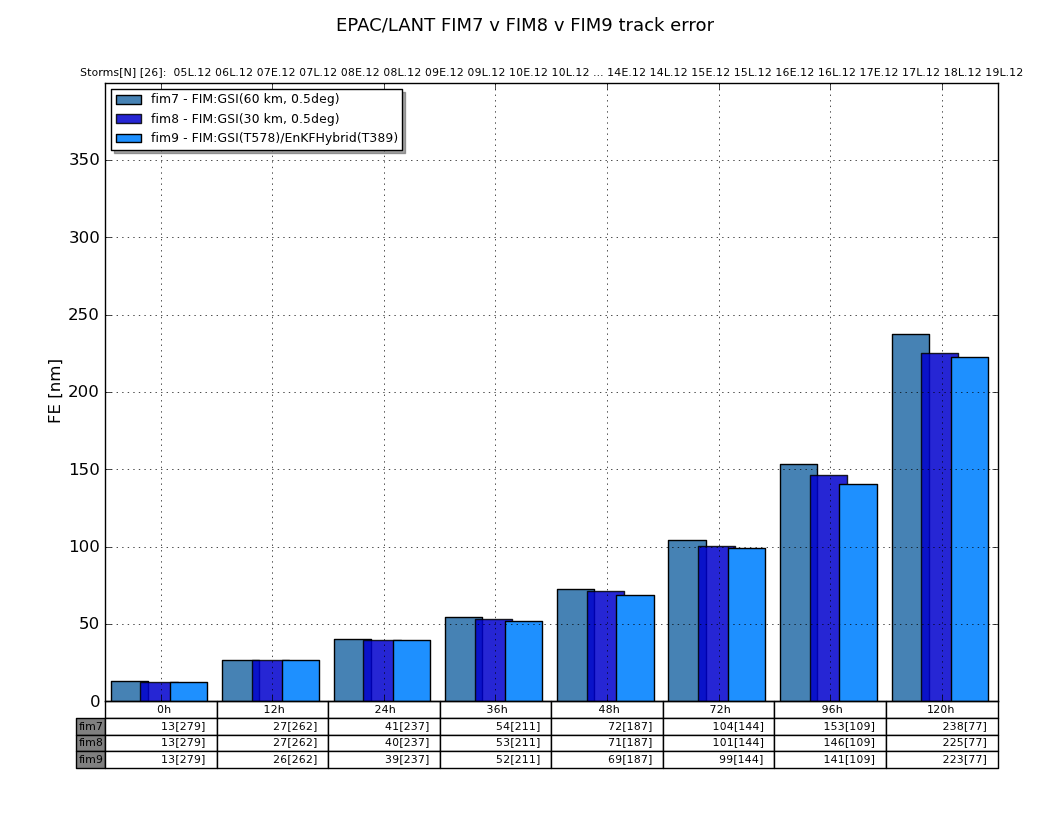 EPAC/LANT FIM7 v FIM8 v FIM9 track error
Storms[N] [26]: 05L.12 06L.12 07E.12 07L.12 08E.12 08L.12 09E.12 09L.12 10E.12 10L.12 ... 14E.12 14L.12 15E.12 15L.12 16E.12 16L.12 17E.12 17L.12 18L.12 19L.12
fim7 - FIM:GSI(60 km, 0.5deg)
fim8 - FIM:GSI(30 km, 0.5deg)
fim9 - FIM:GSI(T578)/EnKFHybrid(T389)
350
300
250
200
150
100
50
0
FE [nm]
0h 12h 24h 36h 48h 72h 96h 120h
fim7 13[279] 27[262] 41[237] 54[211] 72[187] 104[144] 153[109] 238[77]
fim8 13[279] 27[262] 40[237] 53[211] 71[187] 101[144] 146[109] 225[77]
fim9 13[279] 26[262] 39[237] 52[211] 69[187] 99[144] 141[109] 223[77]